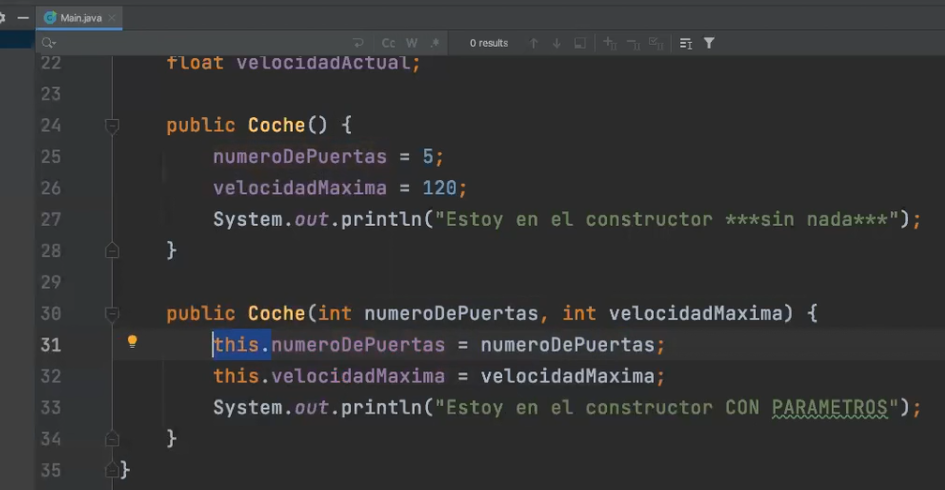 Main.java
Cc W .* 0 results
22 float velocidadActual;
23
24 public Coche() {
25 numeroDePuertas = 5;
26 velocidadMaxima = 120;
27 System.out.println("Estoy en el constructor ***sin nada***");
28 }
29
30 public Coche(int numeroDePuertas, int velocidadMaxima) {
31 this.numeroDePuertas = numeroDePuertas;
32 this.velocidadMaxima = velocidadMaxima;
33 System.out.println("Estoy en el constructor CON PARAMETROS");
34 }
35 }